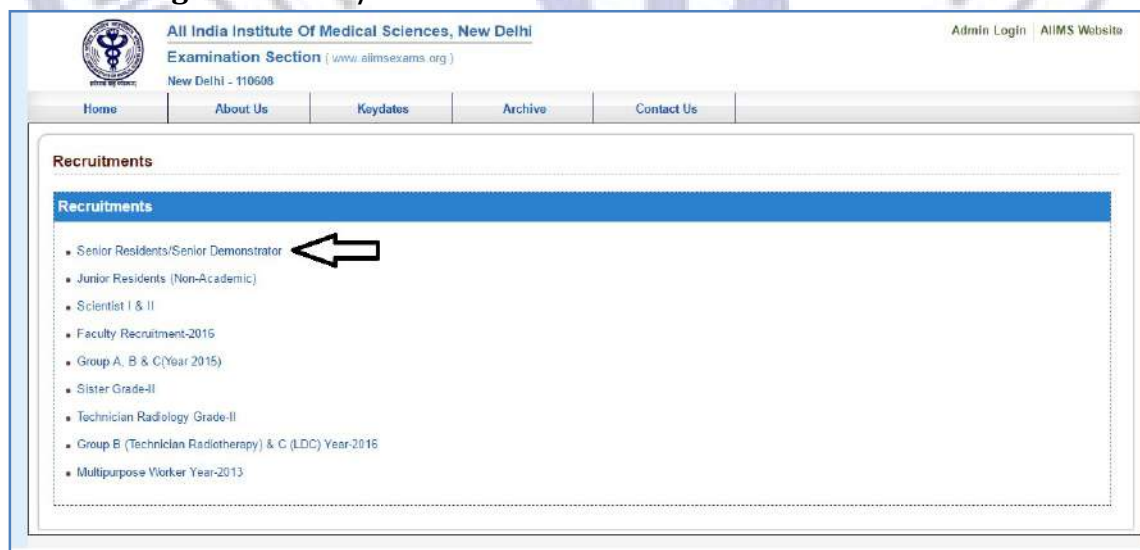 All India Institute Of Medical Sciences, New Delhi
Examination Section ( www.aiimsexams.org )
New Delhi - 110608
Admin Login | AIIMS Website
Home About Us Keydates Archive Contact Us
Recruitments
Recruitments
Senior Residents/Senior Demonstrator
Junior Residents (Non-Academic)
Scientist I & II
Faculty Recruitment-2016
Group A, B & C(Year 2015)
Sister Grade-II
Technician Radiology Grade-II
Group B (Technician Radiotherapy) & C (LDC) Year-2016
Multipurpose Worker Year-2013